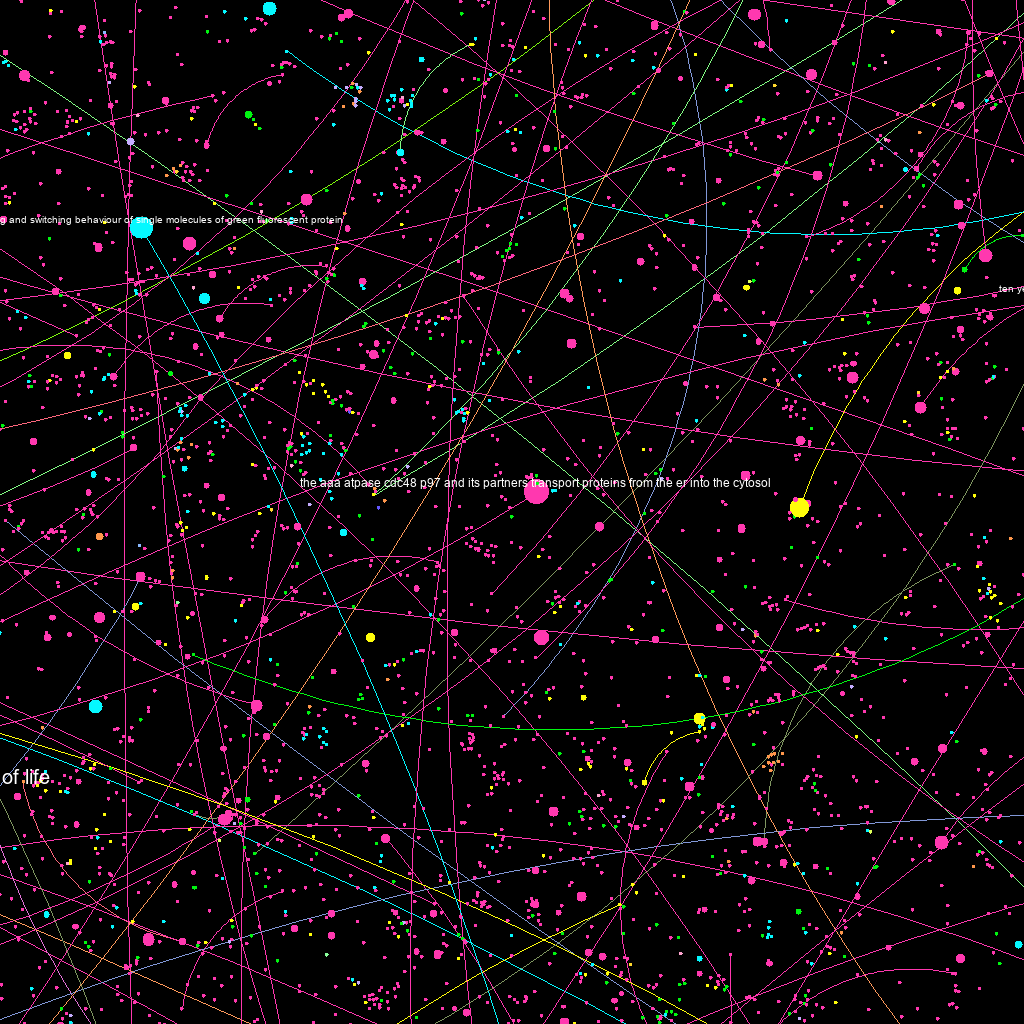 g and switching behaviour of single molecules of green fluorescent protein
ten y
the aaa atpase cdc48 p97 and its partners transport proteins from the er into the cytosol
of life